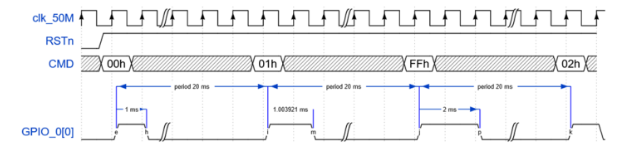 clk_50M
RSTn
CMD 00h 01h FFh 02h
period 20 ms period 20 ms period 20 ms
1 ms 1.003921 ms 2 ms
GPIO_0[0] e h m p k